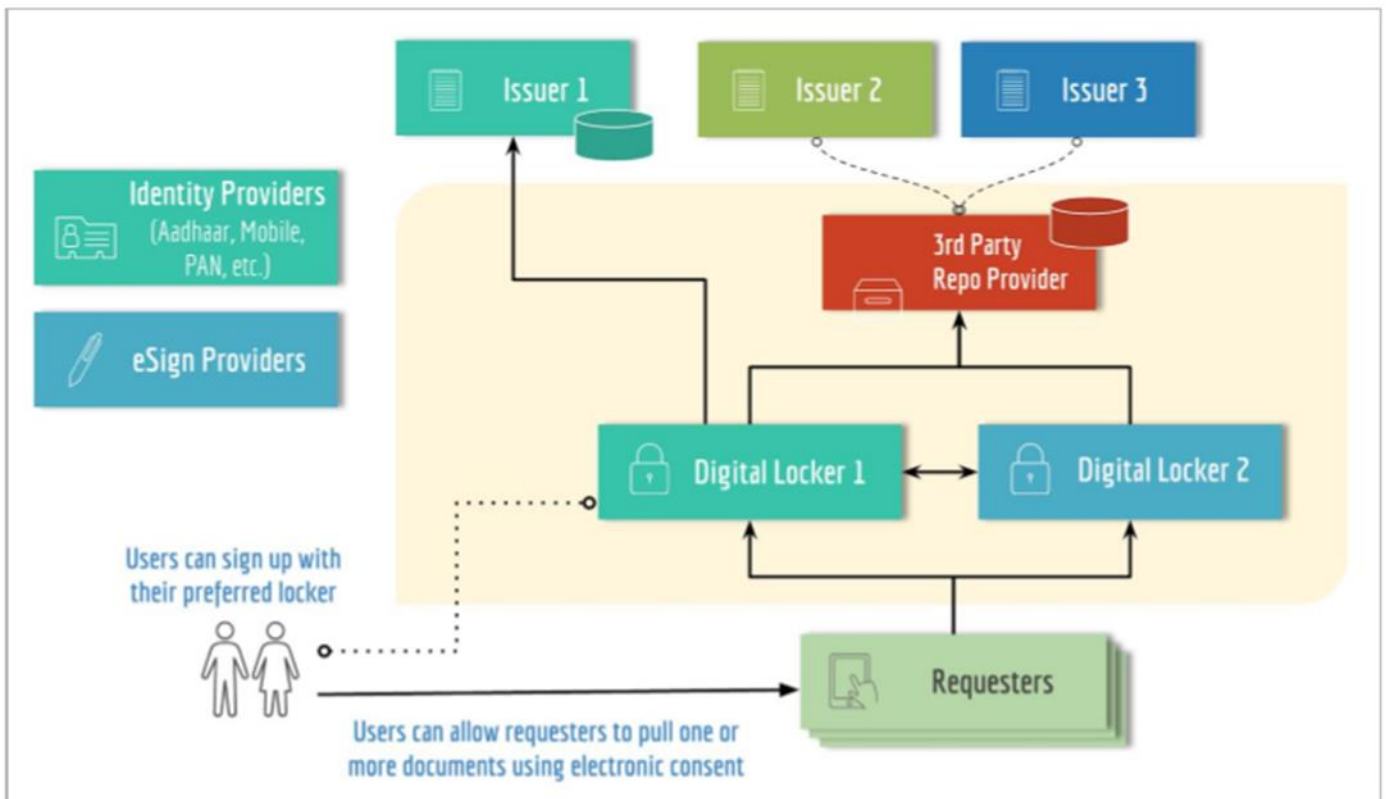 Issuer 1
Issuer 2
Issuer 3
Identity Providers
(Aadhaar, Mobile,
PAN, etc.)
3rd Party
Repo Provider
eSign Providers
Digital Locker 1
Digital Locker 2
Users can sign up with
their preferred locker
Requesters
Users can allow requesters to pull one or
more documents using electronic consent